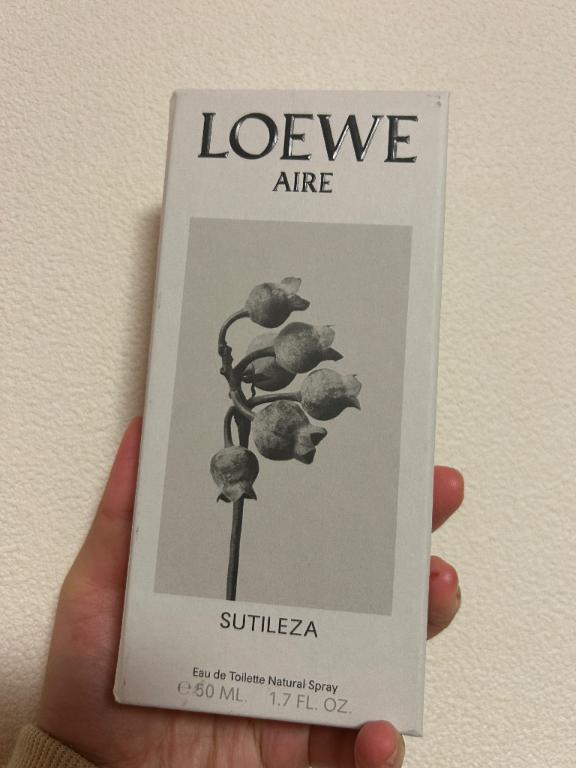 LOEWE
AIRE
SUTILEZA
Eau de Toilette Natural Spray
℮50 ML. 1.7 FL. OZ.